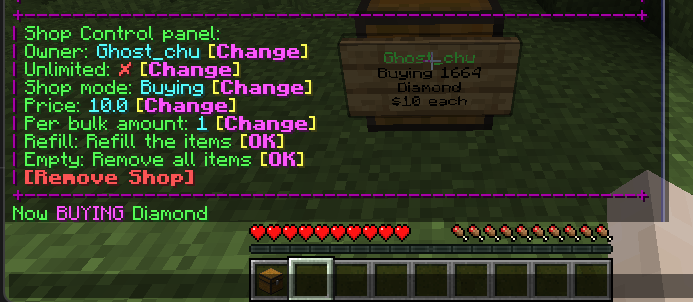 Shop Control panel:
Owner: Ghost_chu [Change]
Unlimited: ✘ [Change]
Shop mode: Buying [Change]
Price: 10.0 [Change]
Per bulk amount: 1 [Change]
Refill: Refill the items [OK]
Empty: Remove all items [OK]
[Remove Shop]
Now BUYING Diamond
Ghost_chu
Buying 1664
Diamond
$10 each